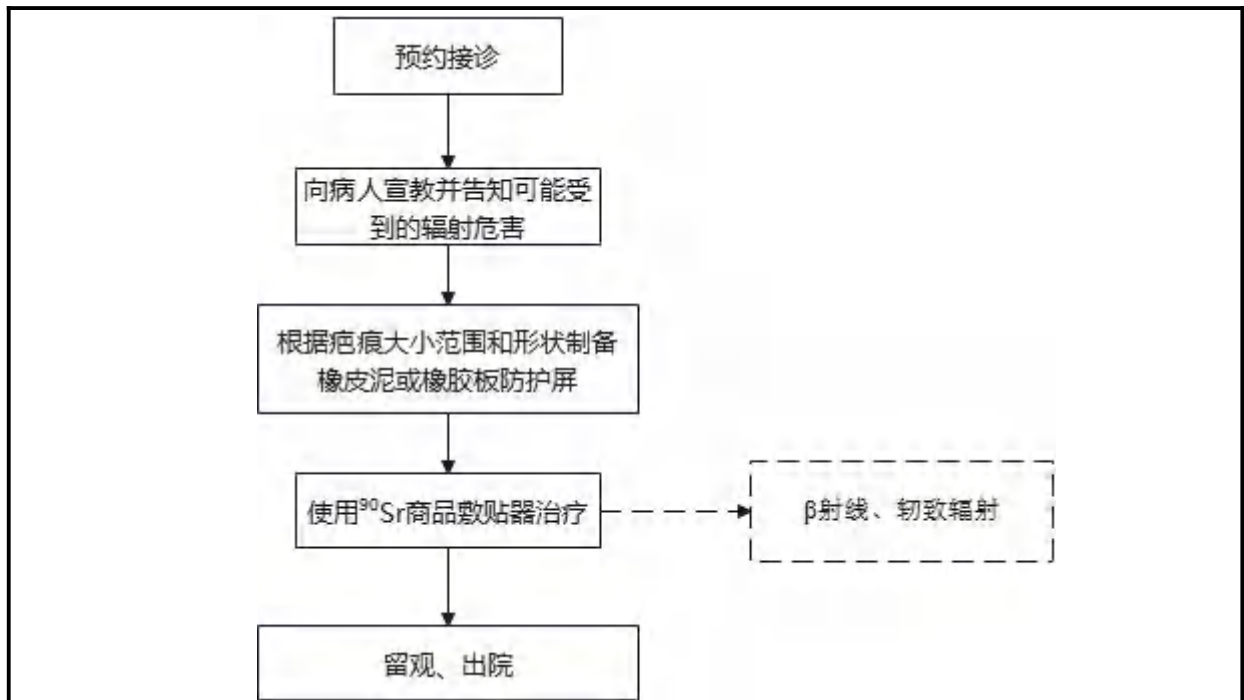 预约接诊
向病人宣教并告知可能受
到的辐射危害
根据疤痕大小范围和形状制备
橡皮泥或橡胶板防护屏
使用⁹⁰Sr商品敷贴器治疗
β射线、轫致辐射
留观、出院